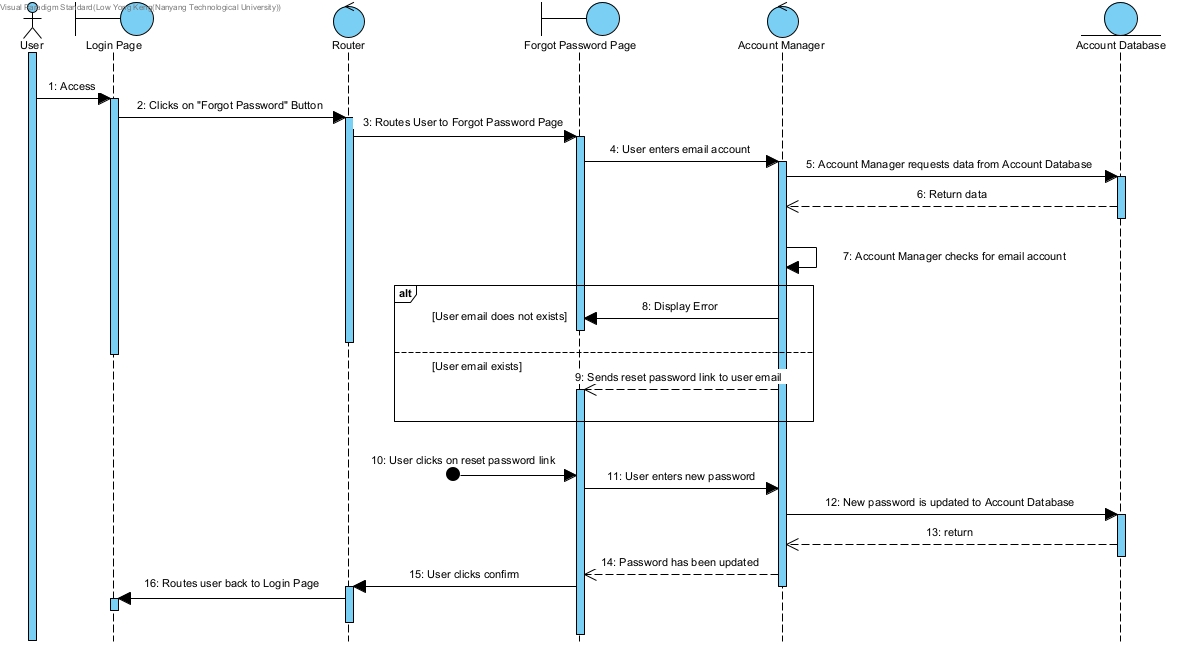 Visual Paradigm Standard(Low Yong Keng(Nanyang Technological University))
User
Login Page
Router
Forgot Password Page
Account Manager
Account Database
1: Access
2: Clicks on "Forgot Password" Button
3: Routes User to Forgot Password Page
4: User enters email account
5: Account Manager requests data from Account Database
6: Return data
7: Account Manager checks for email account
alt
8: Display Error
[User email does not exists]
[User email exists]
9: Sends reset password link to user email
10: User clicks on reset password link
11: User enters new password
12: New password is updated to Account Database
13: return
14: Password has been updated
15: User clicks confirm
16: Routes user back to Login Page